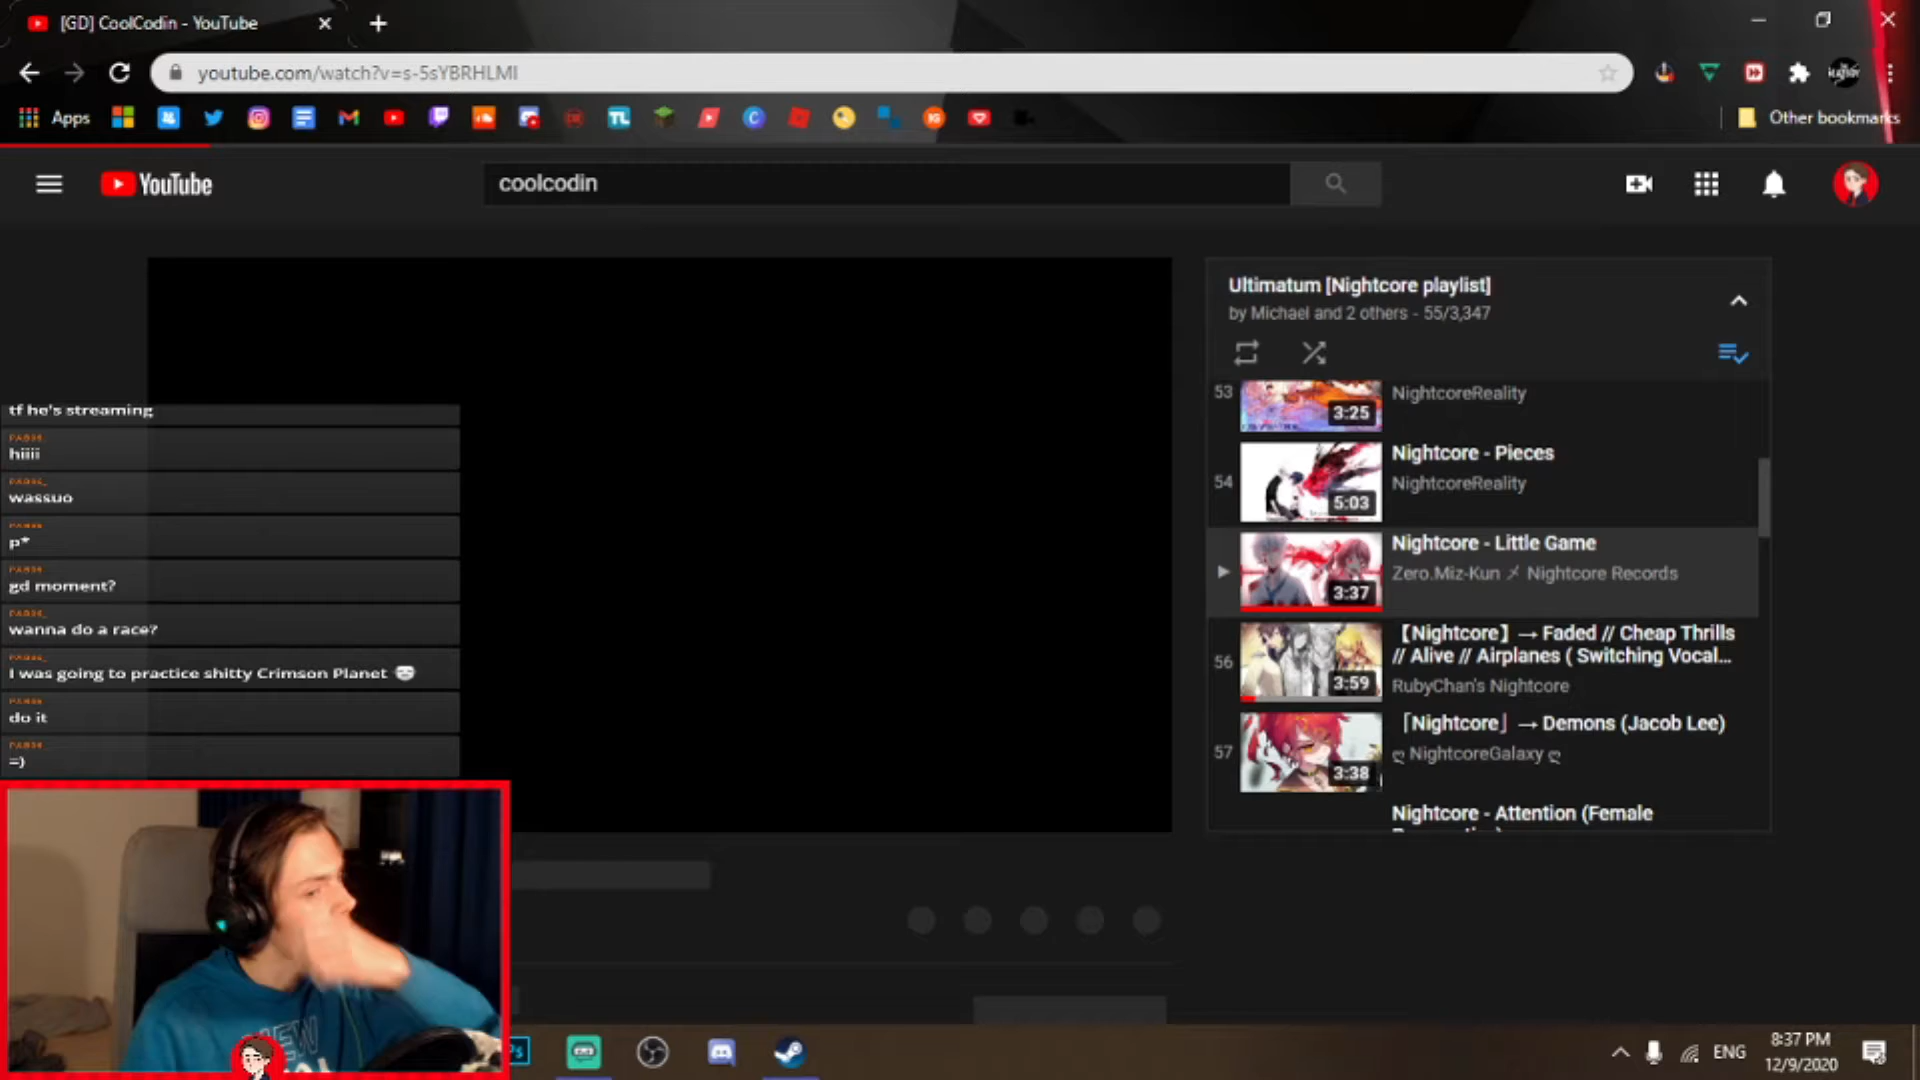 [GD] CoolCodin - YouTube
youtube.com/watch?v=s-5sYBRHLMI
Apps
TL
C
Other bookmarks
YouTube
coolcodin
Ultimatum [Nightcore playlist]
by Michael and 2 others - 55/3,347
53
3:25
NightcoreReality
54
5:03
Nightcore - Pieces
NightcoreReality
3:37
Nightcore - Little Game
Zero.Miz-Kun メ Nightcore Records
56
3:59
【Nightcore】 → Faded // Cheap Thrills
// Alive // Airplanes ( Switching Vocal...
RubyChan's Nightcore
57
3:38
「Nightcore」 → Demons (Jacob Lee)
ღ NightcoreGalaxy ღ
Nightcore - Attention (Female
tf he's streaming
hiiii
wassuo
p*
gd moment?
wanna do a race?
I was going to practice shitty Crimson Planet
do it
=)
NEW
Ps
ENG
8:37 PM
12/9/2020